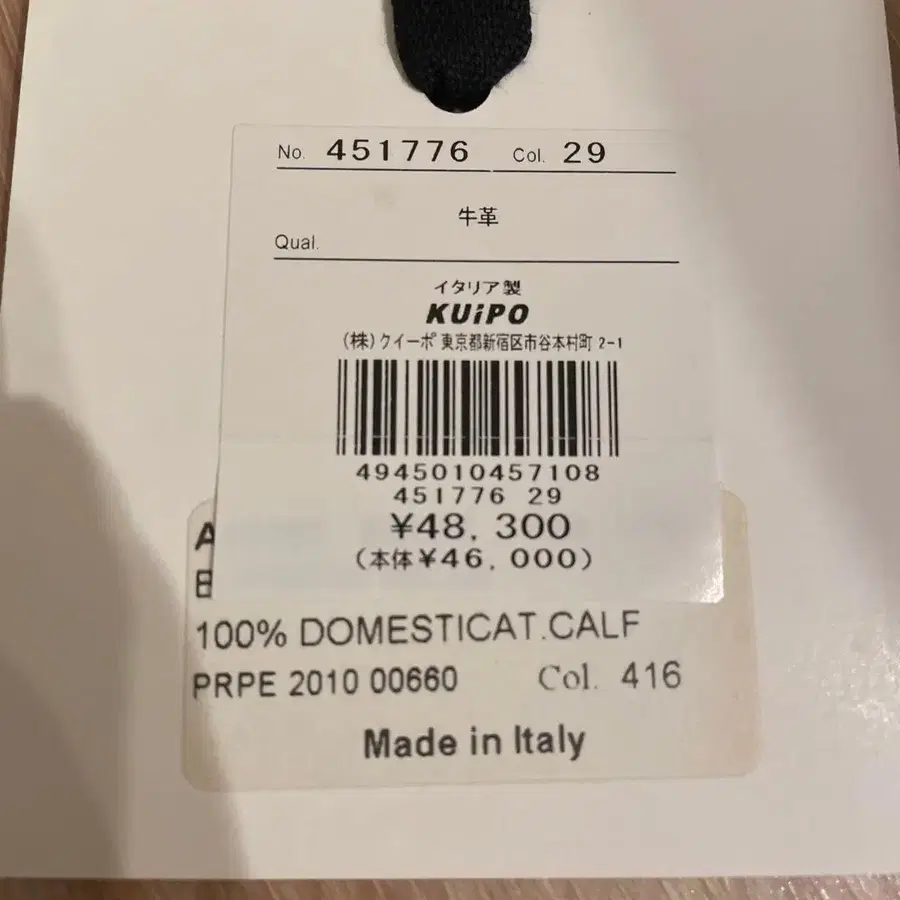 No. 451776 Col. 29
牛革
Qual.
イタリア製
KUiPO
(株)クイーポ 東京都新宿区市谷本村町 2-1
4945010457108
451776 29
¥48,300
(本体¥46,000)
A
B
100% DOMESTICAT.CALF
PRPE 2010 00660 Col. 416
Made in Italy